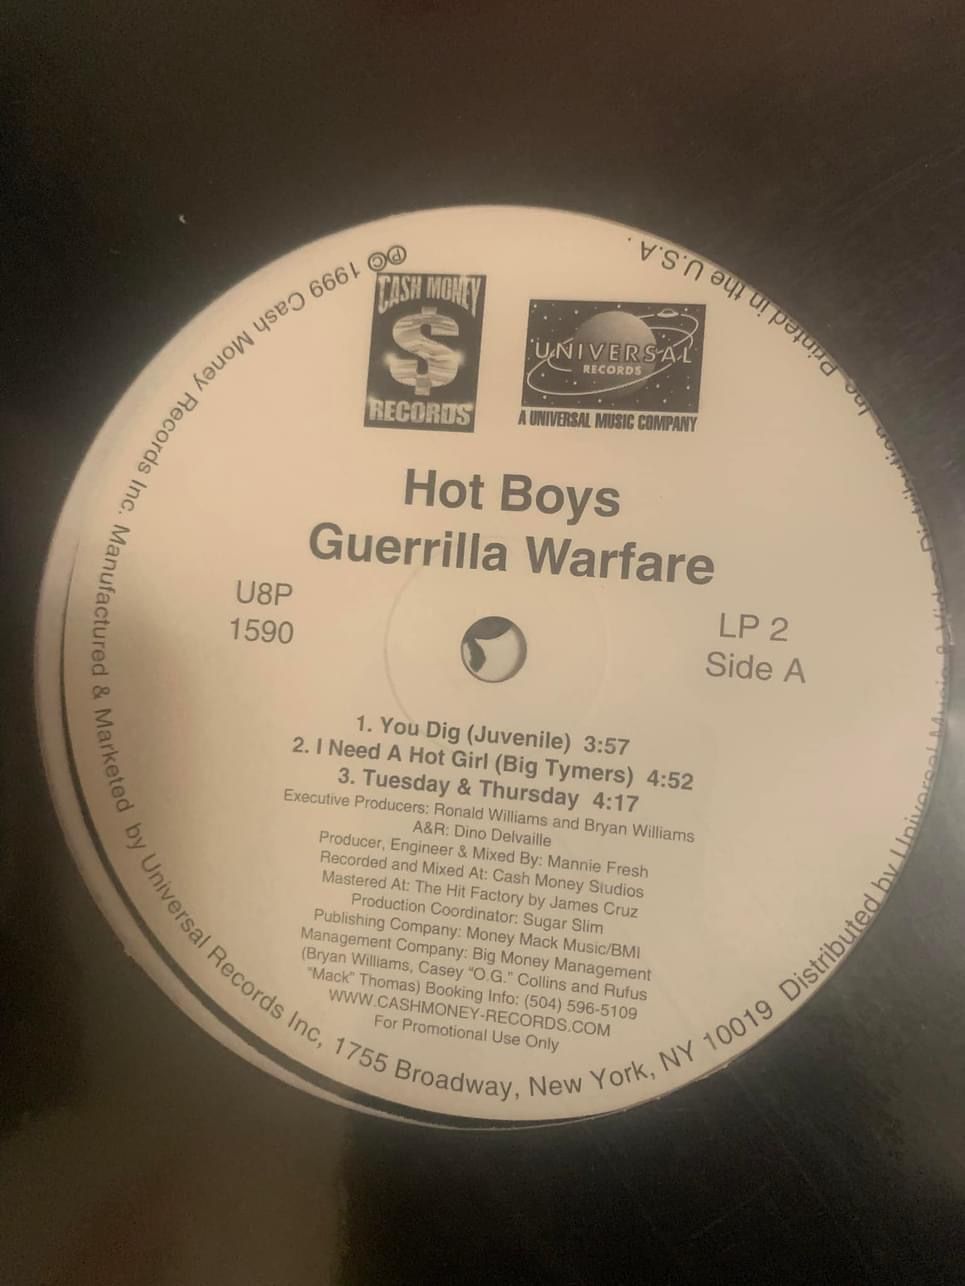 CASH MONEY
$
RECORDS
UNIVERSAL
RECORDS
A UNIVERSAL MUSIC COMPANY
Hot Boys
Guerrilla Warfare
U8P
1590
LP 2
Side A
1. You Dig (Juvenile) 3:57
2. I Need A Hot Girl (Big Tymers) 4:52
3. Tuesday & Thursday 4:17
Executive Producers: Ronald Williams and Bryan Williams
A&R: Dino Delvaille
Producer, Engineer & Mixed By: Mannie Fresh
Recorded and Mixed At: Cash Money Studios
Mastered At: The Hit Factory by James Cruz
Production Coordinator: Sugar Slim
Publishing Company: Money Mack Music/BMI
Management Company: Big Money Management
(Bryan Williams, Casey "O.G." Collins and Rufus
"Mack" Thomas) Booking Info: (504) 596-5109
WWW.CASHMONEY-RECORDS.COM
For Promotional Use Only
℗© 1999 Cash Money Records Inc. Manufactured & Marketed by Universal Records Inc, 1755 Broadway, New York, NY 10019 Distributed by Universal Music & Video Distribution, Inc. Printed in the U.S.A.